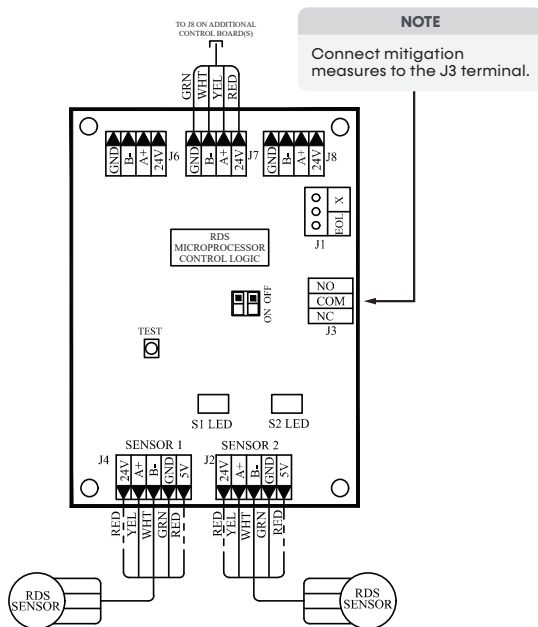 TO J8 ON ADDITIONAL
CONTROL BOARD(S)
NOTE
Connect mitigation
measures to the J3 terminal.
GRN
WHT
YEL
RED
GND
B-
A+
24V
J6
GND
B-
A+
24V
J7
GND
B-
A+
24V
J8
X
EOL
J1
RDS
MICROPROCESSOR
CONTROL LOGIC
ON OFF
NO
COM
NC
J3
TEST
S1 LED
S2 LED
SENSOR 1
SENSOR 2
J4
24V
A+
B-
GND
5V
J2
24V
A+
B-
GND
5V
RED
YEL
WHT
GRN
RED
RED
YEL
WHT
GRN
RED
RDS
SENSOR
RDS
SENSOR